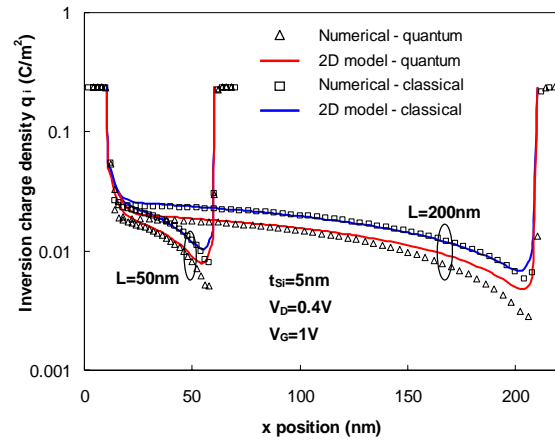 1
0.1
0.01
0.001
Inversion charge density q i (C/m²)
Numerical - quantum
2D model - quantum
Numerical - classical
2D model - classical
L=200nm
L=50nm
tSi=5nm
VD=0.4V
VG=1V
0
50
100
150
200
x position (nm)